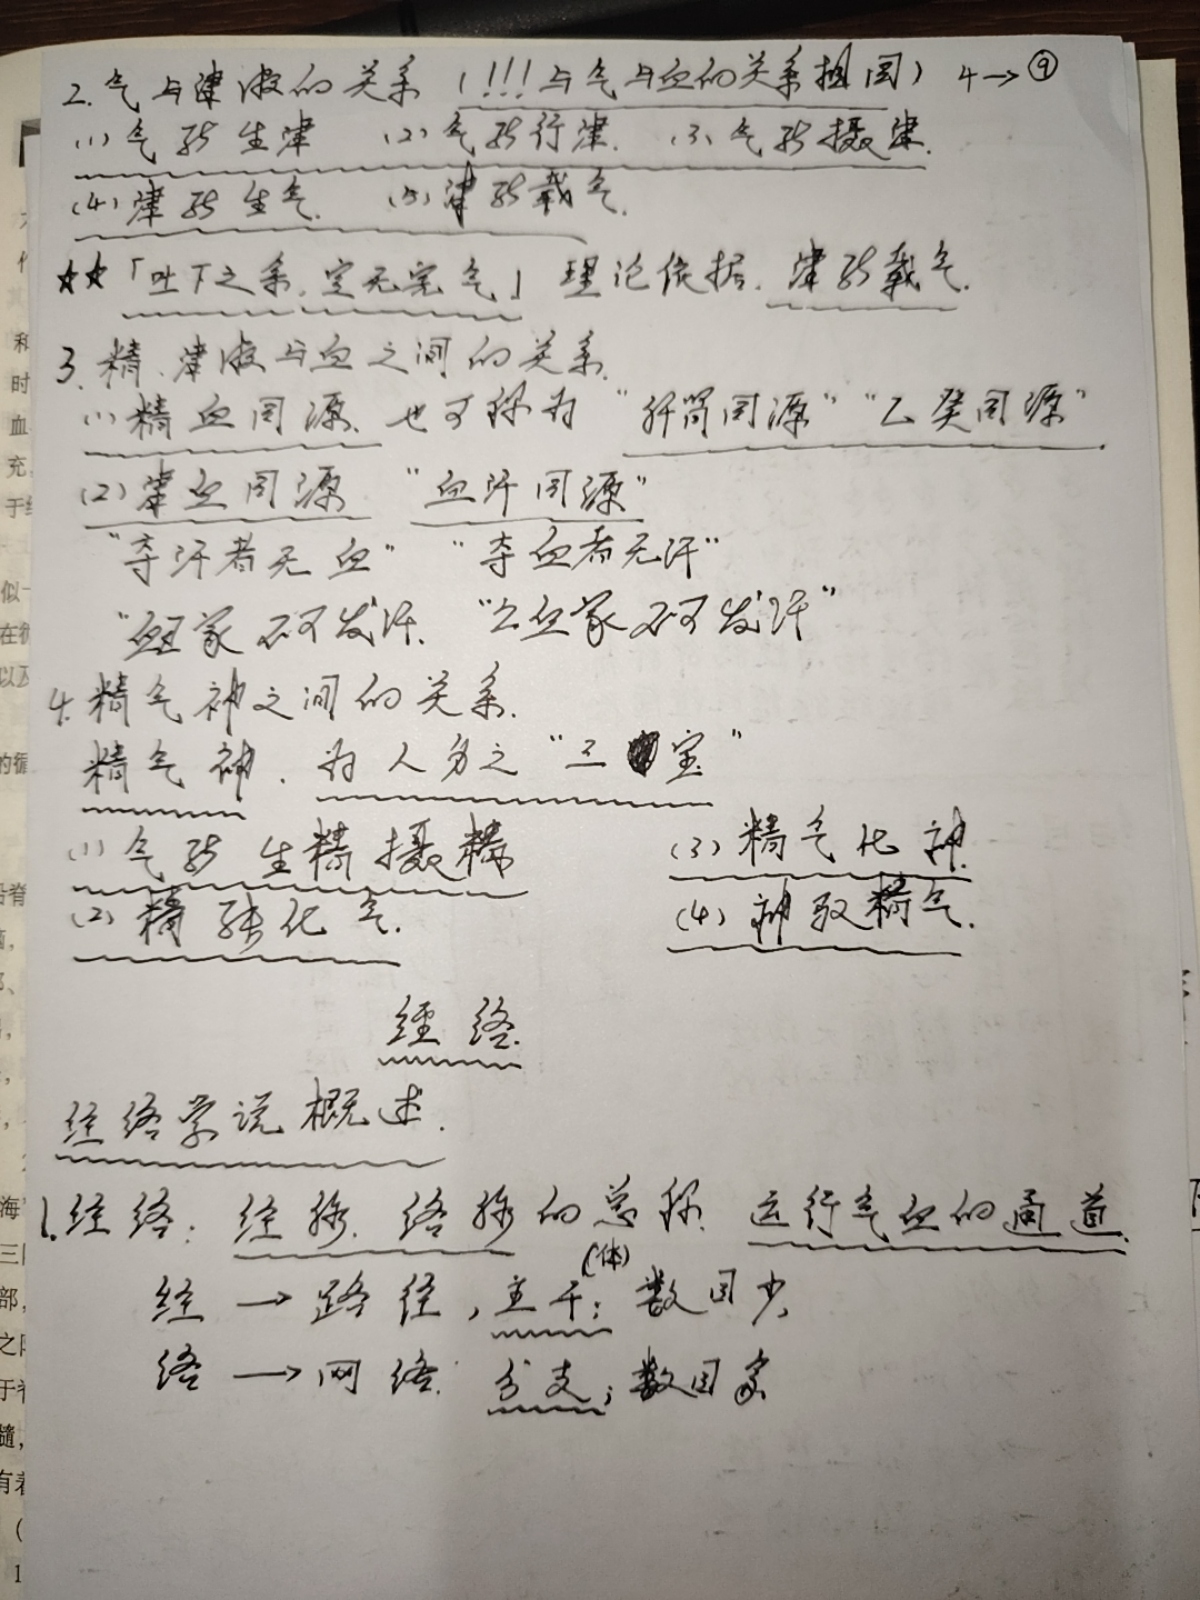 2.气与津液的关系（!!!与气与血的关系相同） 4→⑨
(1)气能生津 (2)气能行津. (3)气能摄津.
(4)津能生气. (5)津能载气.
★★「吐下之余,定无完气」理论依据.津能载气.
3.精、津液与血之间的关系.
(1)精血同源.也可称为“肝肾同源”“乙癸同源”
(2)津血同源 “血汗同源”
“夺汗者无血” “夺血者无汗”
“衄家不可发汗. “亡血家不可发汗”
4.精气神之间的关系.
精气神.为人身之“三宝”
(1)气能生精摄精 (3)精气化神.
(2)精能化气. (4)神驭精气.
经络.
经络学说概述.
1.经络:经脉.络脉的总称.运行气血的通道.
(体)
经→路径,主干;数目少,
络→网络.分支;数目多